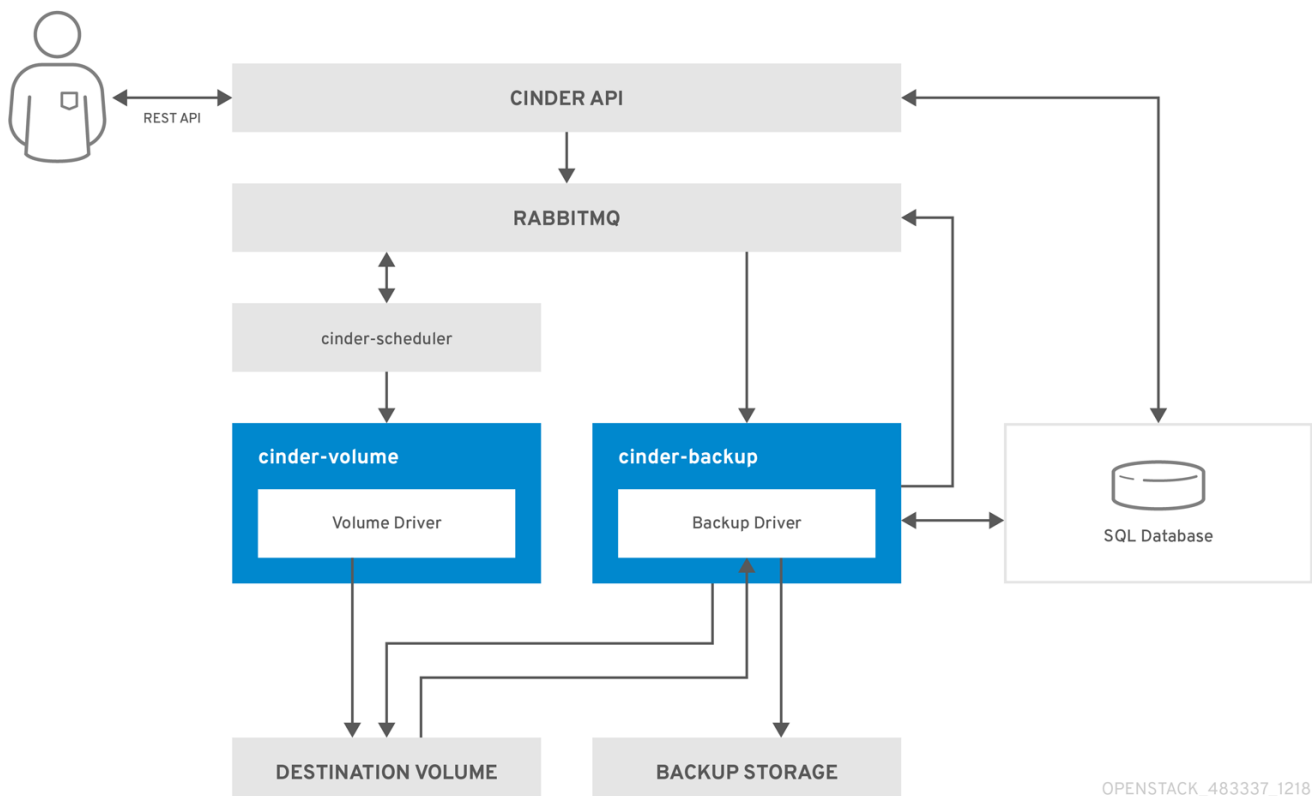 CINDER API
REST API
RABBITMQ
cinder-scheduler
cinder-volume
cinder-backup
Volume Driver
Backup Driver
SQL Database
DESTINATION VOLUME
BACKUP STORAGE
OPENSTACK_483337_1218